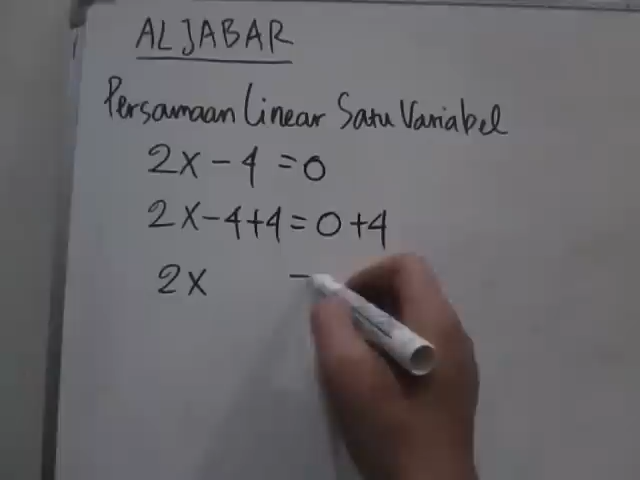 ALJABAR
Persamaan Linear Satu Variabel
2x - 4 = 0
2x - 4 + 4 = 0 + 4
2x